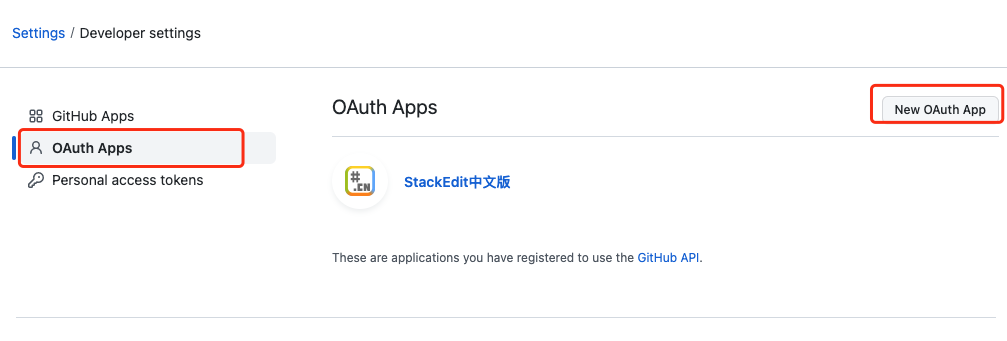 Settings / Developer settings
GitHub Apps
OAuth Apps
Personal access tokens
OAuth Apps
New OAuth App
#.CN
StackEdit中文版
These are applications you have registered to use the GitHub API.